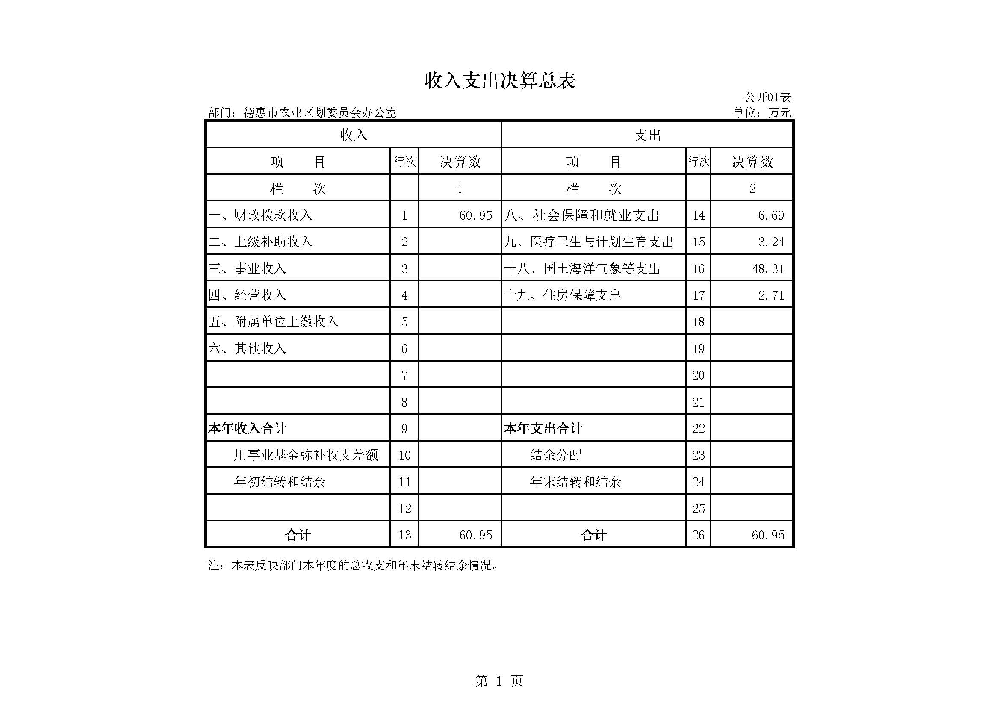 收入支出决算总表
公开01表
部门：德惠市农业区划委员会办公室 单位：万元
收入 支出
项 目 行次 决算数 项 目 行次 决算数
栏 次 1 栏 次 2
一、财政拨款收入 1 60.95 八、社会保障和就业支出 14 6.69
二、上级补助收入 2 九、医疗卫生与计划生育支出 15 3.24
三、事业收入 3 十八、国土海洋气象等支出 16 48.31
四、经营收入 4 十九、住房保障支出 17 2.71
五、附属单位上缴收入 5 18
六、其他收入 6 19
7 20
8 21
本年收入合计 9 本年支出合计 22
用事业基金弥补收支差额 10 结余分配 23
年初结转和结余 11 年末结转和结余 24
12 25
合计 13 60.95 合计 26 60.95
注：本表反映部门本年度的总收支和年末结转结余情况。
第 1 页